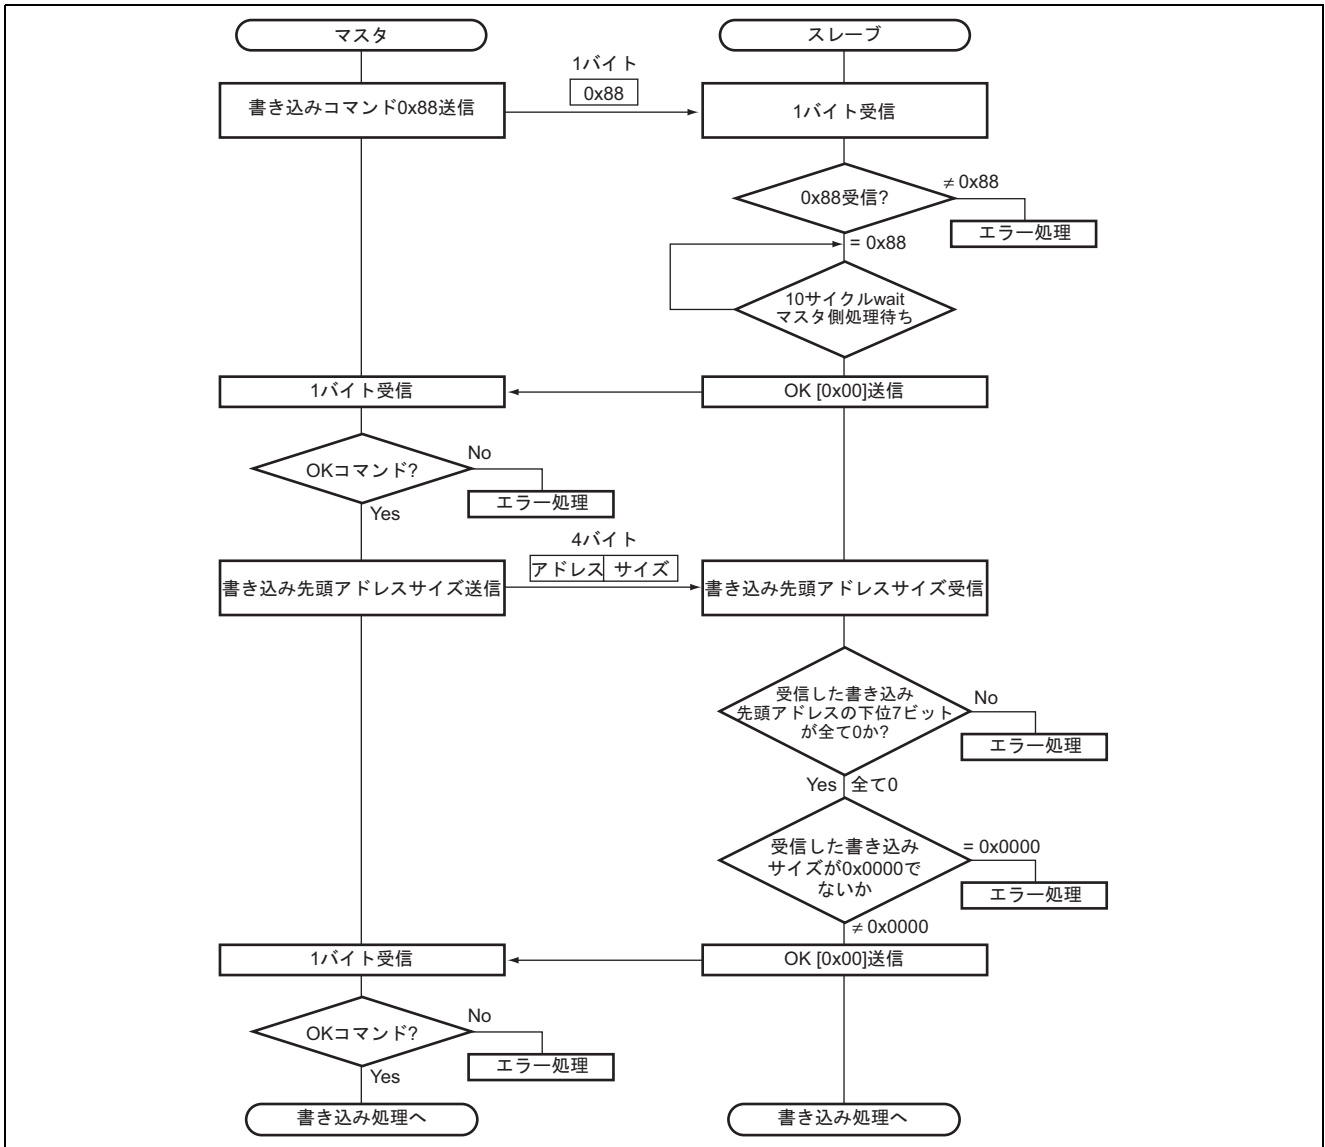 マスタ
スレーブ
1バイト
0x88
書き込みコマンド0x88送信
1バイト受信
0x88受信?
≠ 0x88
エラー処理
= 0x88
10サイクルwait
マスタ側処理待ち
1バイト受信
OK [0x00]送信
OKコマンド?
No
エラー処理
Yes
4バイト
アドレス サイズ
書き込み先頭アドレスサイズ送信
書き込み先頭アドレスサイズ受信
受信した書き込み
先頭アドレスの下位7ビット
が全て0か?
No
エラー処理
Yes 全て0
受信した書き込み
サイズが0x0000で
ないか
= 0x0000
エラー処理
≠ 0x0000
1バイト受信
OK [0x00]送信
OKコマンド?
No
エラー処理
Yes
書き込み処理へ
書き込み処理へ